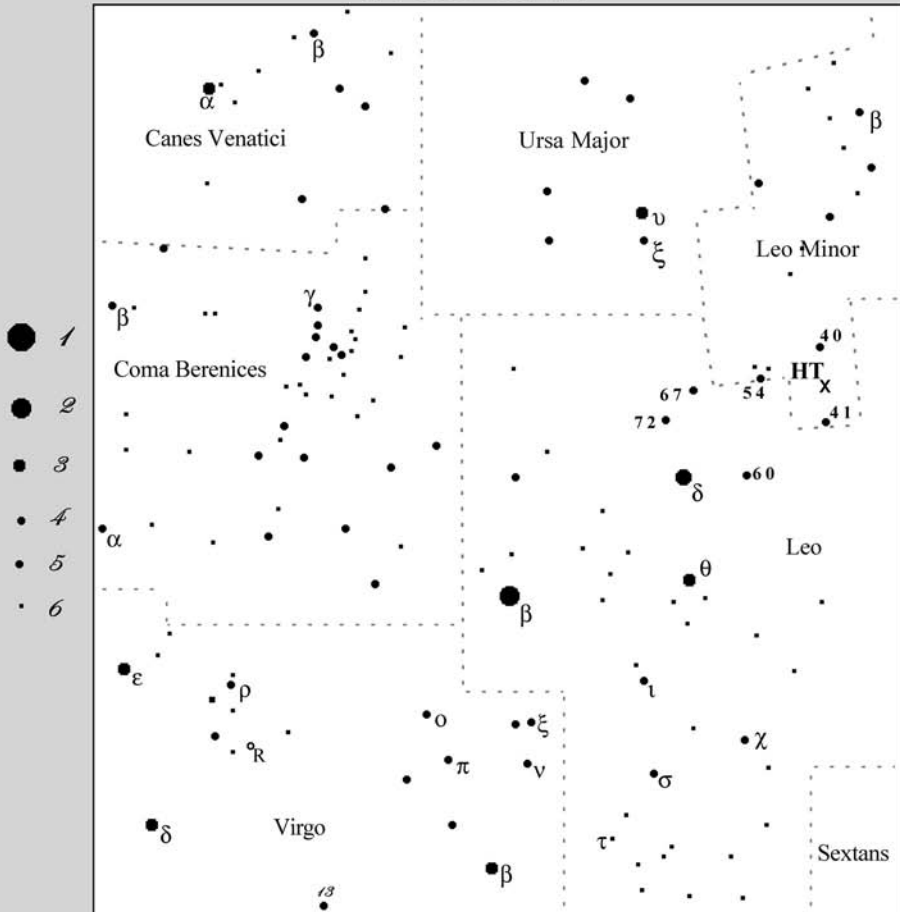 β
α
Canes Venatici
Ursa Major
β
υ
ξ
Leo Minor
γ
β
Coma Berenices
1
2
3
4
5
6
40
HT
x
54
67
41
72
60
δ
α
Leo
θ
β
ε
ρ
ι
ο
ξ
χ
R
π
ν
σ
δ
Virgo
τ
Sextans
β
13